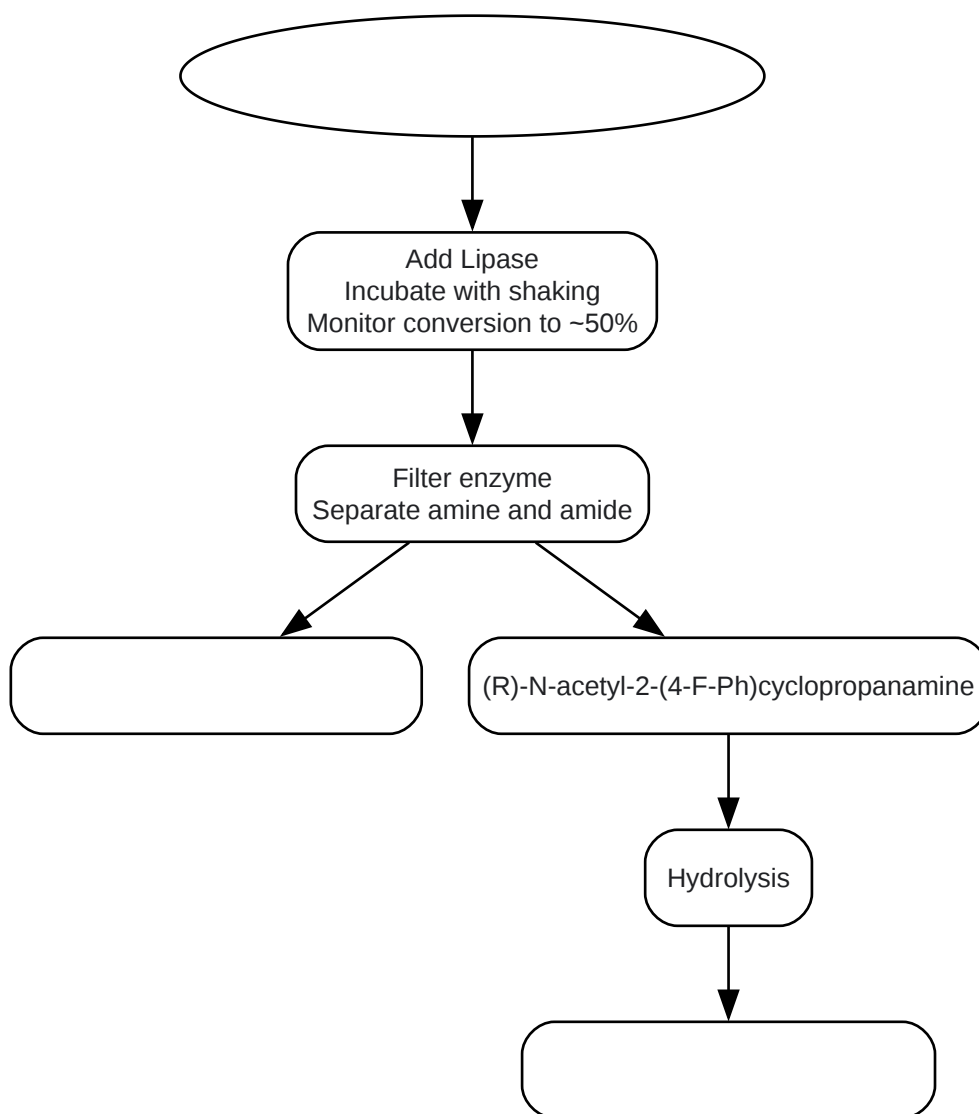 Add Lipase
Incubate with shaking
Monitor conversion to ~50%
Filter enzyme
Separate amine and amide
(R)-N-acetyl-2-(4-F-Ph)cyclopropanamine
Hydrolysis